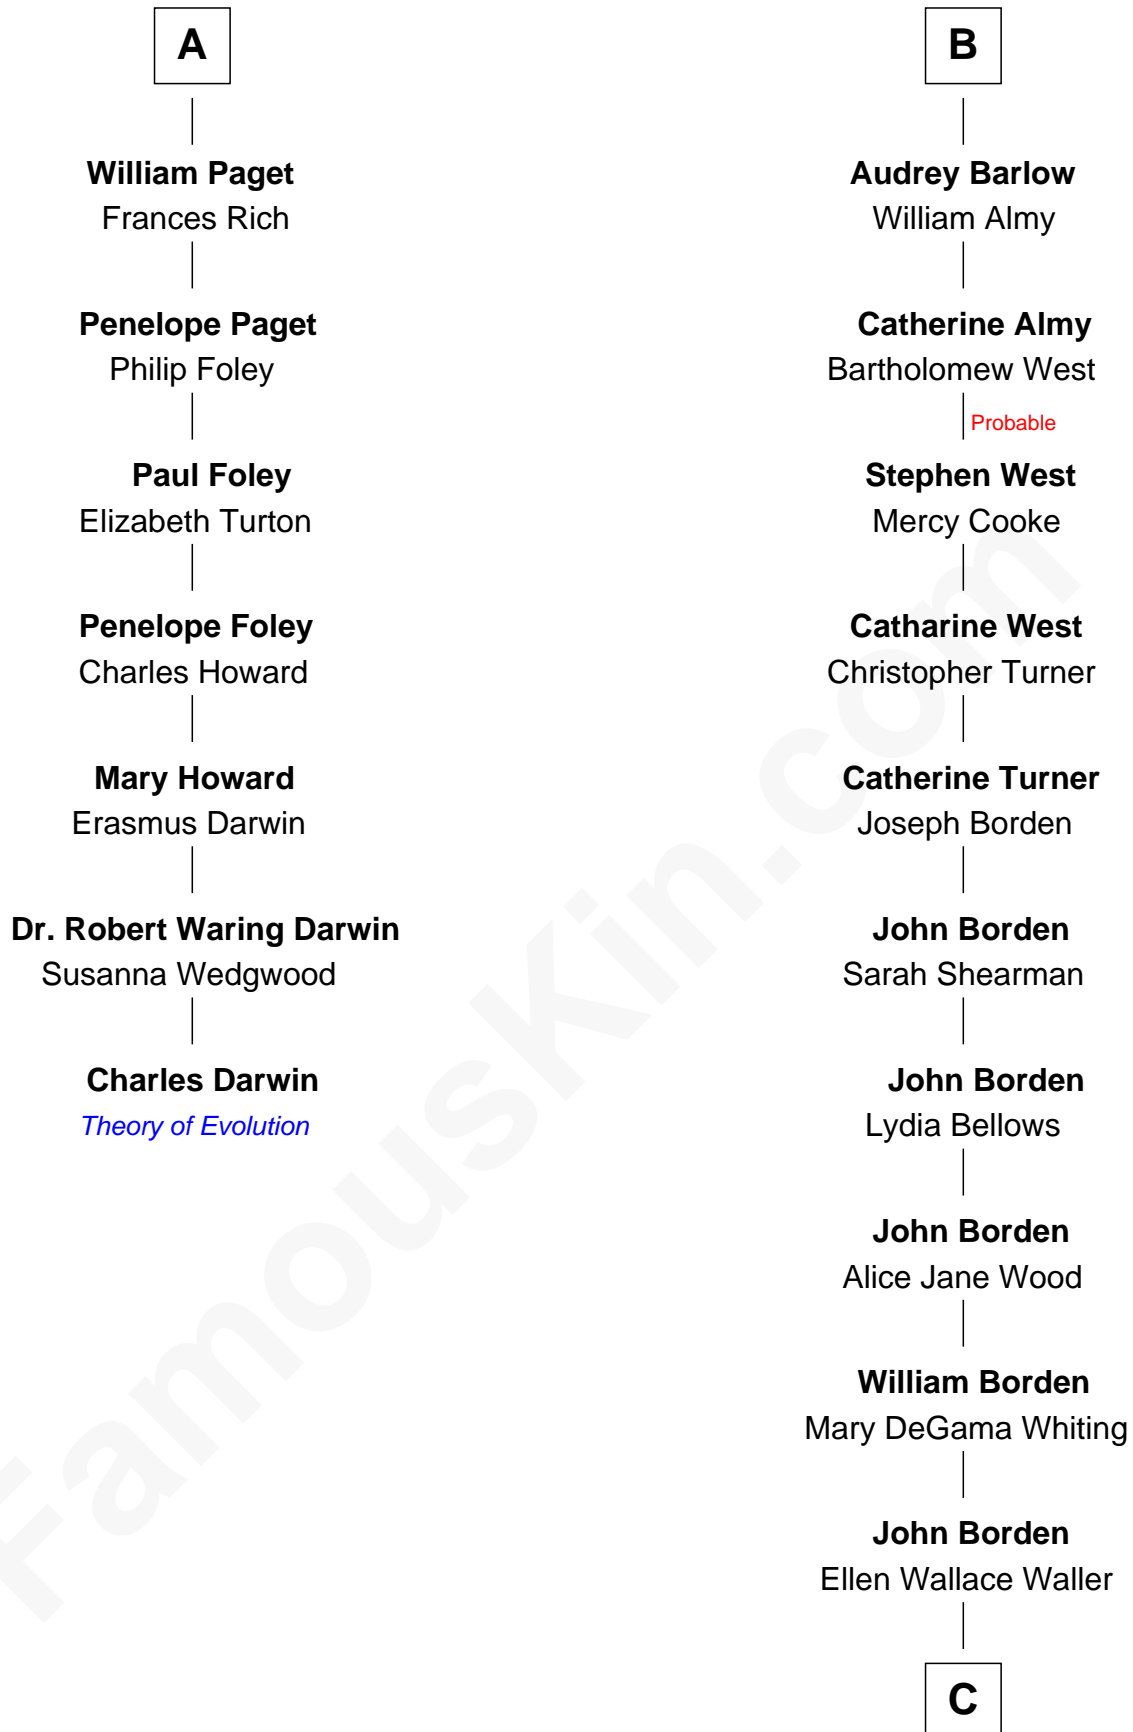 A
William Paget
Frances Rich
Penelope Paget
Philip Foley
Paul Foley
Elizabeth Turton
Penelope Foley
Charles Howard
Mary Howard
Erasmus Darwin
Dr. Robert Waring Darwin
Susanna Wedgwood
Charles Darwin
Theory of Evolution
B
Audrey Barlow
William Almy
Catherine Almy
Bartholomew West
Probable
Stephen West
Mercy Cooke
Catharine West
Christopher Turner
Catherine Turner
Joseph Borden
John Borden
Sarah Shearman
John Borden
Lydia Bellows
John Borden
Alice Jane Wood
William Borden
Mary DeGama Whiting
John Borden
Ellen Wallace Waller
C
FamousKin.com